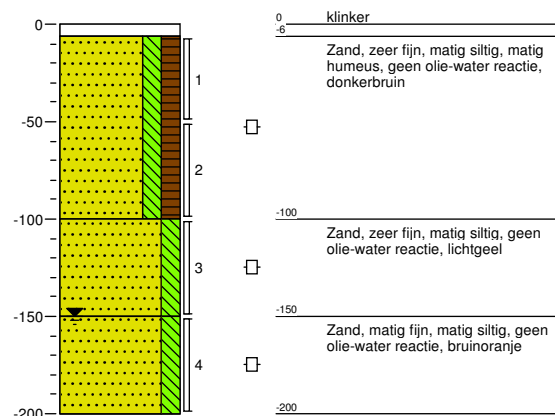 0
-50
-100
-150
-200
1
2
3
4
0
klinker
-6
Zand, zeer fijn, matig siltig, matig
humeus, geen olie-water reactie,
donkerbruin
-100
Zand, zeer fijn, matig siltig, geen
olie-water reactie, lichtgeel
-150
Zand, matig fijn, matig siltig, geen
olie-water reactie, bruinoranje
-200